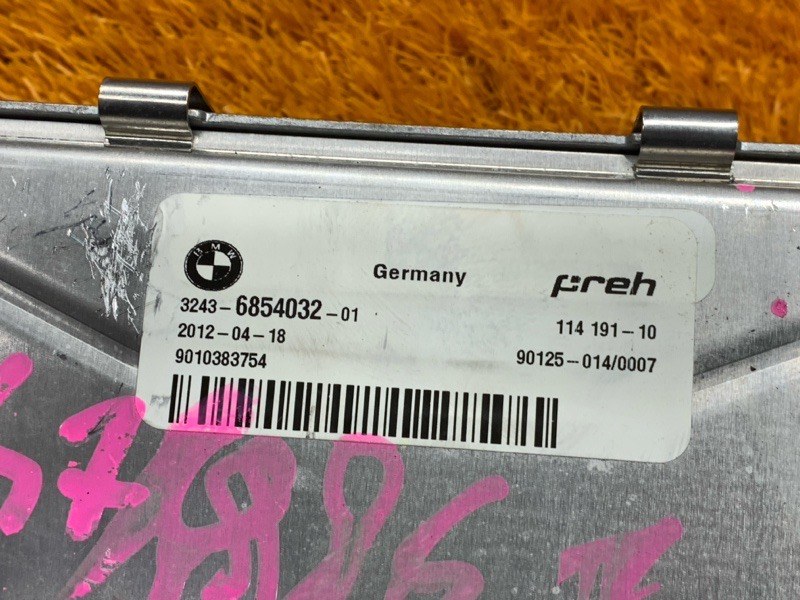 BMW
Germany
preh
3243-6854032-01
114 191-10
2012-04-18
9010383754
90125-014/0007